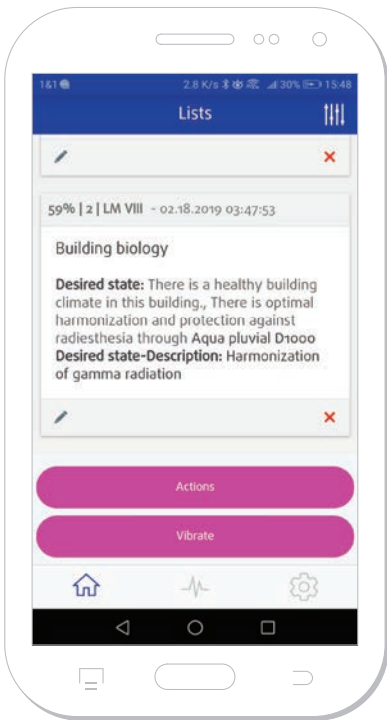 1&1 2.8 K/s 30% 15:48
Lists
59% | 2 | LM VIII - 02.18.2019 03:47:53
Building biology
Desired state: There is a healthy building
climate in this building., There is optimal
harmonization and protection against
radiesthesia through Aqua pluvial D1000
Desired state-Description: Harmonization
of gamma radiation
Actions
Vibrate